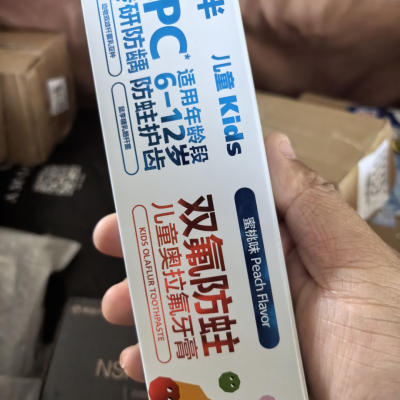 儿童 Kids
PC*
适用年龄段
6-12岁
研防龋 防蛀护齿
蜜桃味 Peach Flavor
双氟防蛀
儿童奥拉氟牙膏
KIDS OLAFLUR TOOTHPASTE